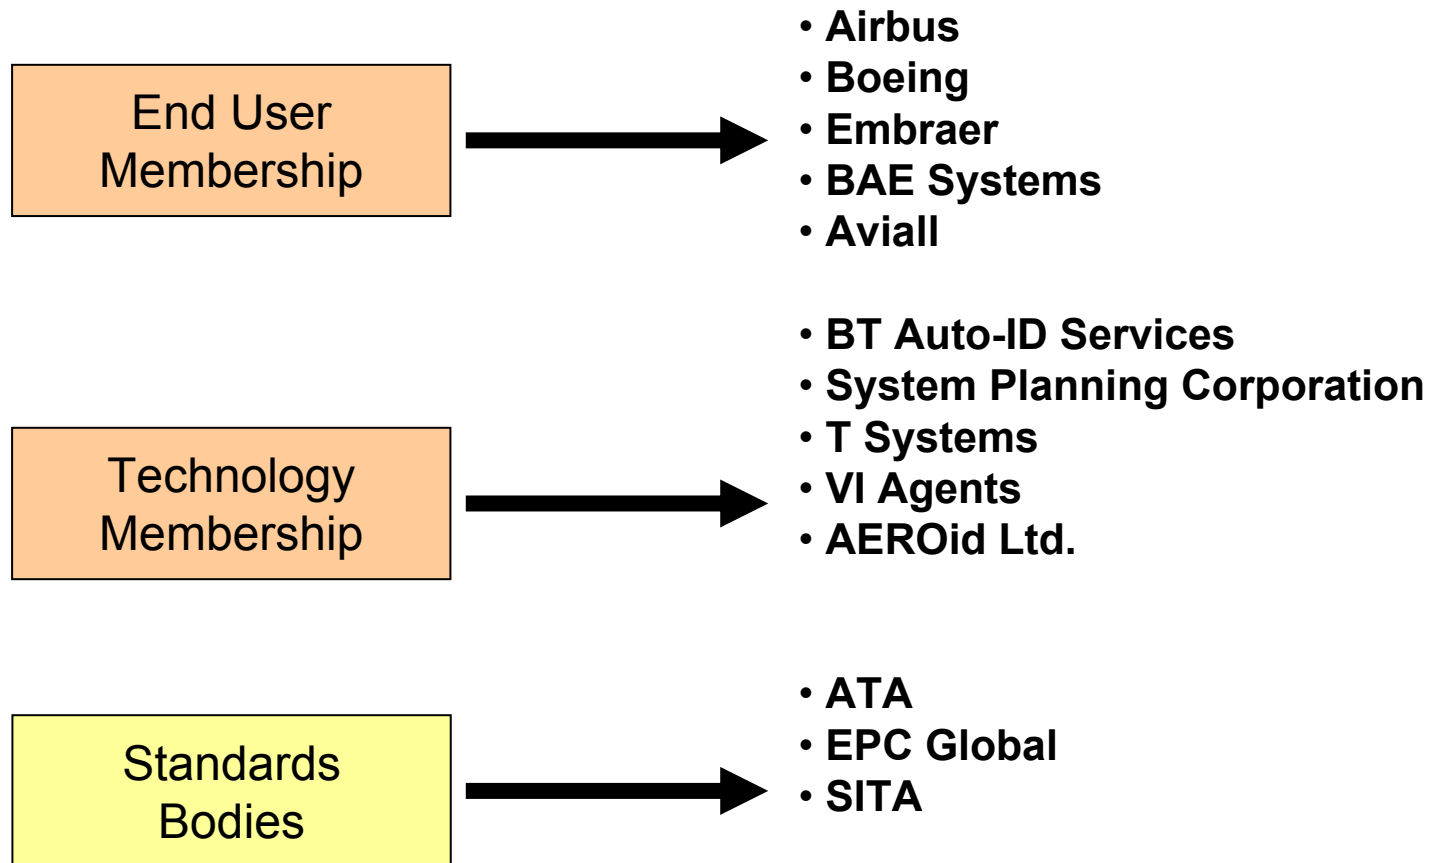 End User
Membership
• Airbus
• Boeing
• Embraer
• BAE Systems
• Aviall
Technology
Membership
• BT Auto-ID Services
• System Planning Corporation
• T Systems
• VI Agents
• AEROid Ltd.
Standards
Bodies
• ATA
• EPC Global
• SITA